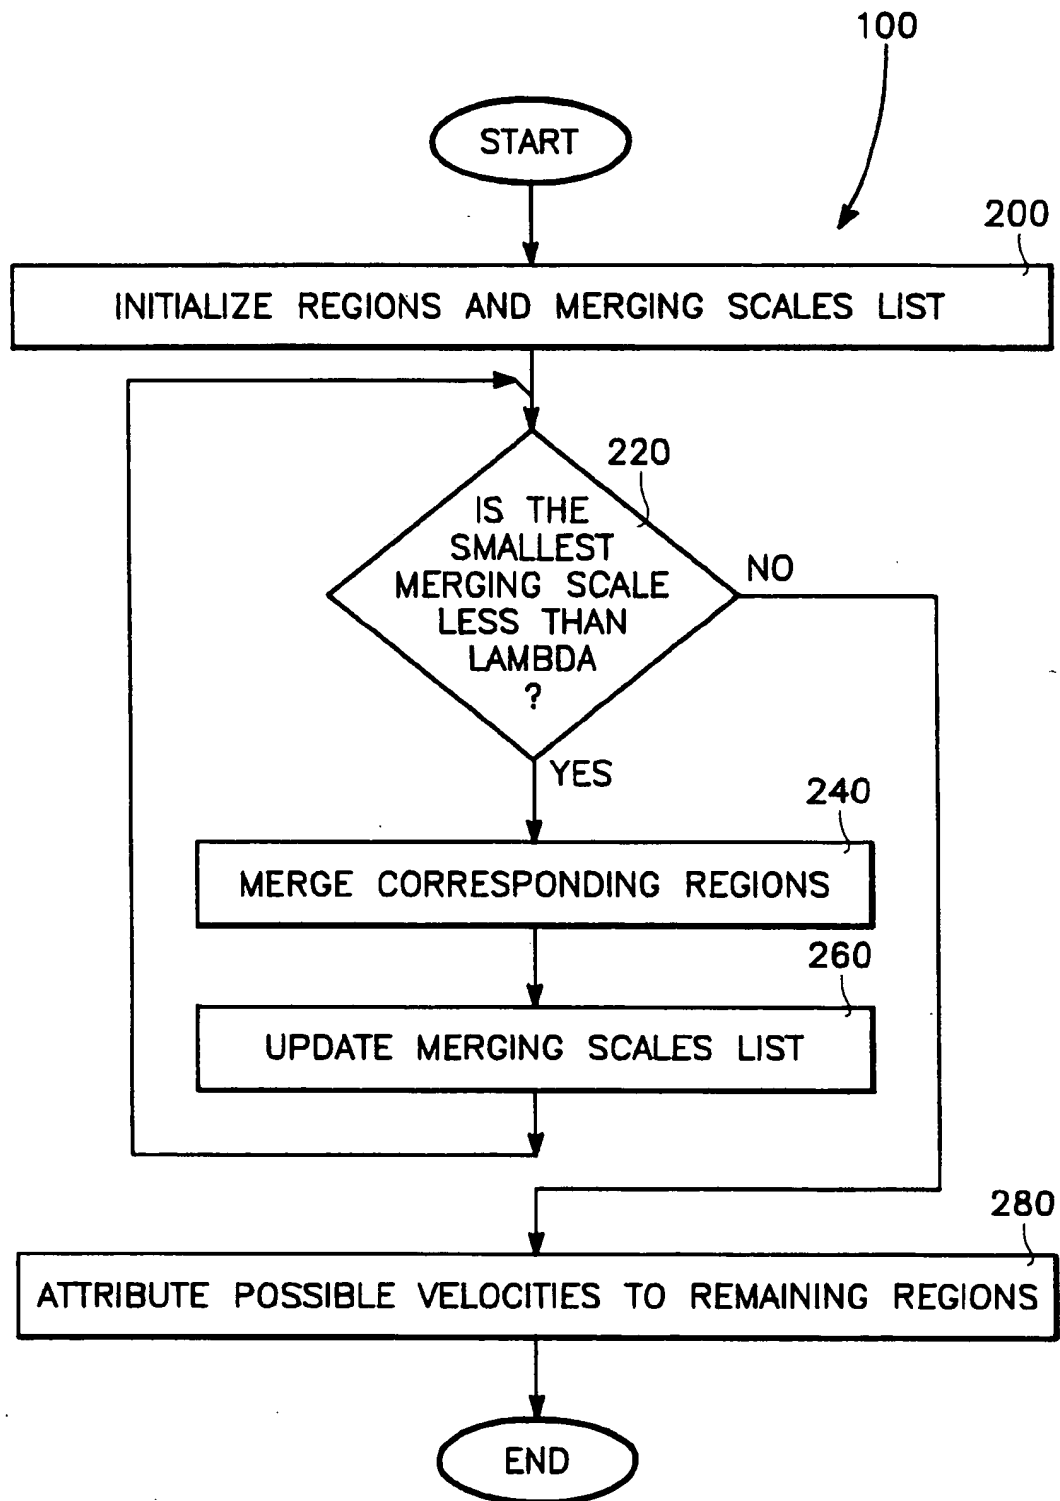 100
START
200
INITIALIZE REGIONS AND MERGING SCALES LIST
220
IS THE
SMALLEST
MERGING SCALE
LESS THAN
LAMBDA
?
NO
YES
240
MERGE CORRESPONDING REGIONS
260
UPDATE MERGING SCALES LIST
280
ATTRIBUTE POSSIBLE VELOCITIES TO REMAINING REGIONS
END